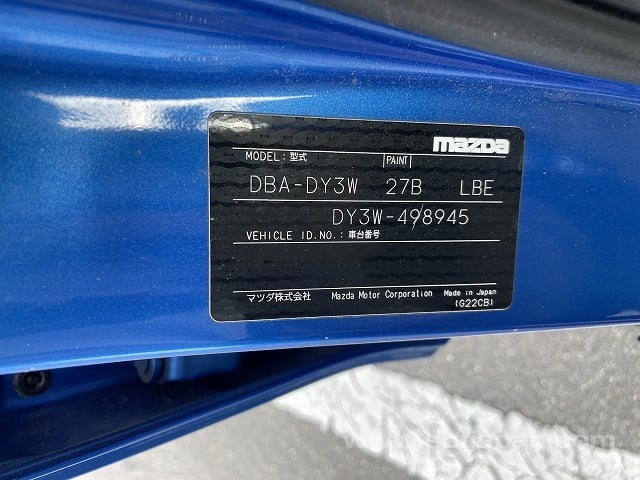 mazda
MODEL: 型式 PAINT
DBA-DY3W 27B LBE
DY3W-498945
VEHICLE ID.NO.: 車台番号
マツダ株式会社 Mazda Motor Corporation Made in Japan
(G22CB)